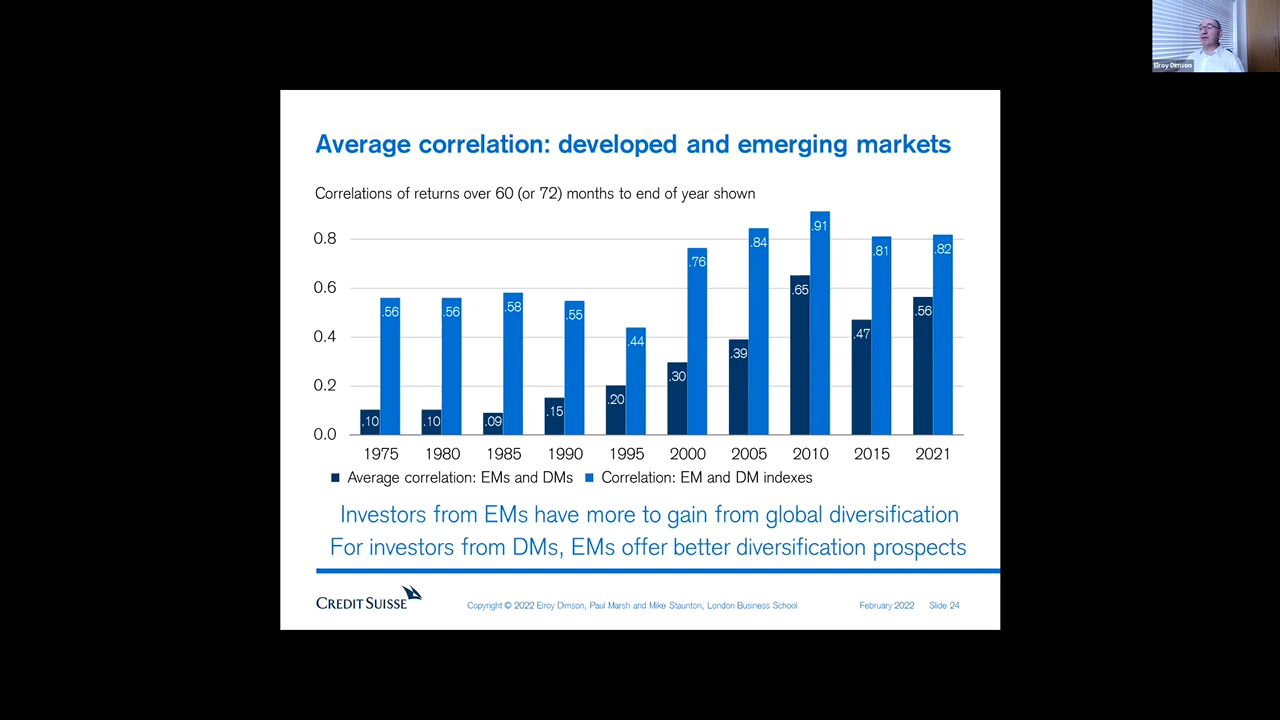 Elroy Dimson
Average correlation: developed and emerging markets
Correlations of returns over 60 (or 72) months to end of year shown
0.8
0.6
0.4
0.2
0.0
.10 .56
.10 .56
.09 .58
.15 .55
.20 .44
.30 .76
.39 .84
.65 .91
.47 .81
.56 .82
1975 1980 1985 1990 1995 2000 2005 2010 2015 2021
Average correlation: EMs and DMs Correlation: EM and DM indexes
Investors from EMs have more to gain from global diversification
For investors from DMs, EMs offer better diversification prospects
CREDIT SUISSE
Copyright © 2022 Elroy Dimson, Paul Marsh and Mike Staunton, London Business School
February 2022 Slide 24